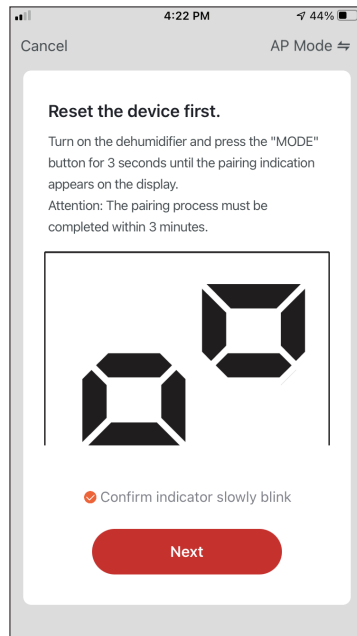 4:22 PM
44%
Cancel
AP Mode ⇋
Reset the device first.
Turn on the dehumidifier and press the "MODE"
button for 3 seconds until the pairing indication
appears on the display.
Attention: The pairing process must be
completed within 3 minutes.
Confirm indicator slowly blink
Next